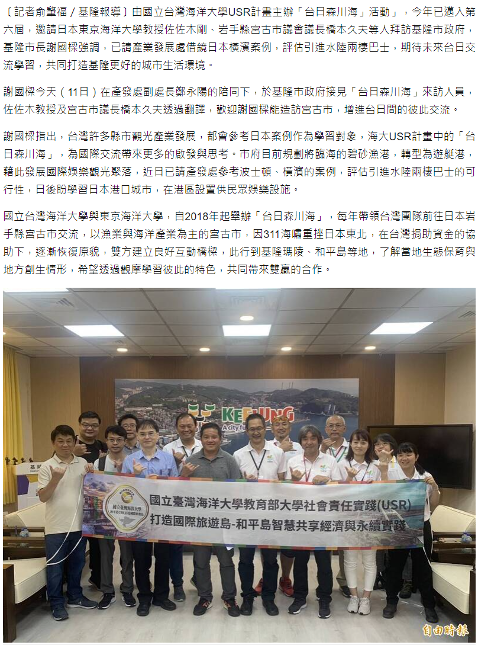 〔記者俞肇福/基隆報導〕由國立台灣海洋大學USR計畫主辦「台日森川海」活動」,今年已邁入第
六屆,邀請日本東京海洋大學教授佐佐木剛、岩手縣宮古市議會議長橋本久夫等人拜訪基隆市政府,
基隆市長謝國樑強調,已請產業發展處借鏡日本橫濱案例,評估引進水陸兩棲巴士,期待未來台日交
流學習,共同打造基隆更好的城市生活環境。
謝國樑今天(11日)在產發處副處長鄭永陽的陪同下,於基隆市政府接見「台日森川海」來訪人員,
佐佐木教授及宮古市議長橋本久夫透過翻譯,歡迎謝國樑能造訪宮古市,增進台日間的彼此交流。
謝國樑指出,台灣許多縣市觀光產業發展,都會參考日本案例作為學習對象,海大USR計畫中的「台
日森川海」,為國際交流帶來更多的啟發與思考。市府目前規劃將臨海的碧砂漁港,轉型為遊艇港,
藉此發展國際娛樂觀光聚落,近日已請產發處參考波士頓、橫濱的案例,評估引進水陸兩棲巴士的可
行性,日後盼學習日本港口城市,在港區設置供民眾娛樂設施。
國立台灣海洋大學與東京海洋大學,自2018年起舉辦「台日森川海」,每年帶領台灣團隊前往日本岩
手縣宮古市交流,以漁業與海洋產業為主的宮古市,因311海嘯重挫日本東北,在台灣捐助資金的協
助下,逐漸恢復原貌,雙方建立良好互動橋樑,此行到基隆瑪陵、和平島等地,了解當地生態保育與
地方創生情形,希望透過觀摩學習彼此的特色,共同帶來雙贏的合作。
KEELUNG
A City
國立臺灣海洋大學教育部大學社會責任實踐(USR)
打造國際旅遊島-和平島智慧共享經濟與永續實踐
自由時報